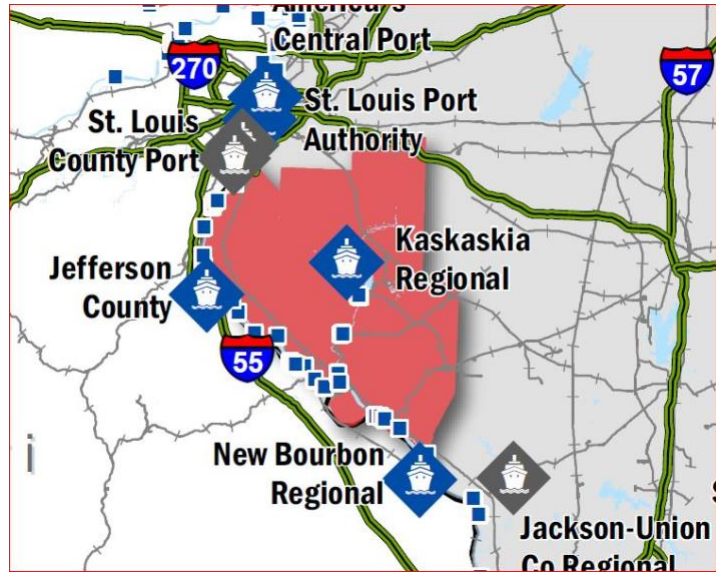 America's
Central Port
270
57
St. Louis Port
Authority
St. Louis
County Port
Kaskaskia
Regional
Jefferson
County
55
New Bourbon
Regional
i
Jackson-Union
Co Regional
S